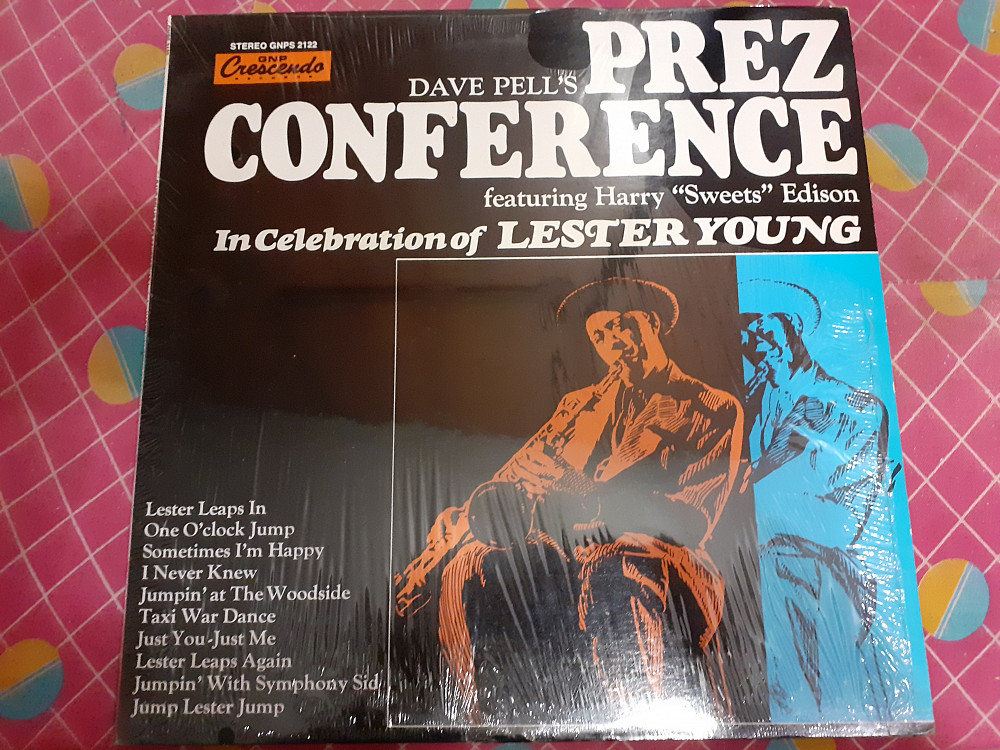 STEREO GNPS 2122
GNP
Crescendo
RECORDS
DAVE PELL'S PREZ
CONFERENCE
featuring Harry “Sweets” Edison
In Celebration of LESTER YOUNG
Lester Leaps In
One O'clock Jump
Sometimes I'm Happy
I Never Knew
Jumpin' at The Woodside
Taxi War Dance
Just You-Just Me
Lester Leaps Again
Jumpin' With Symphony Sid
Jump Lester Jump